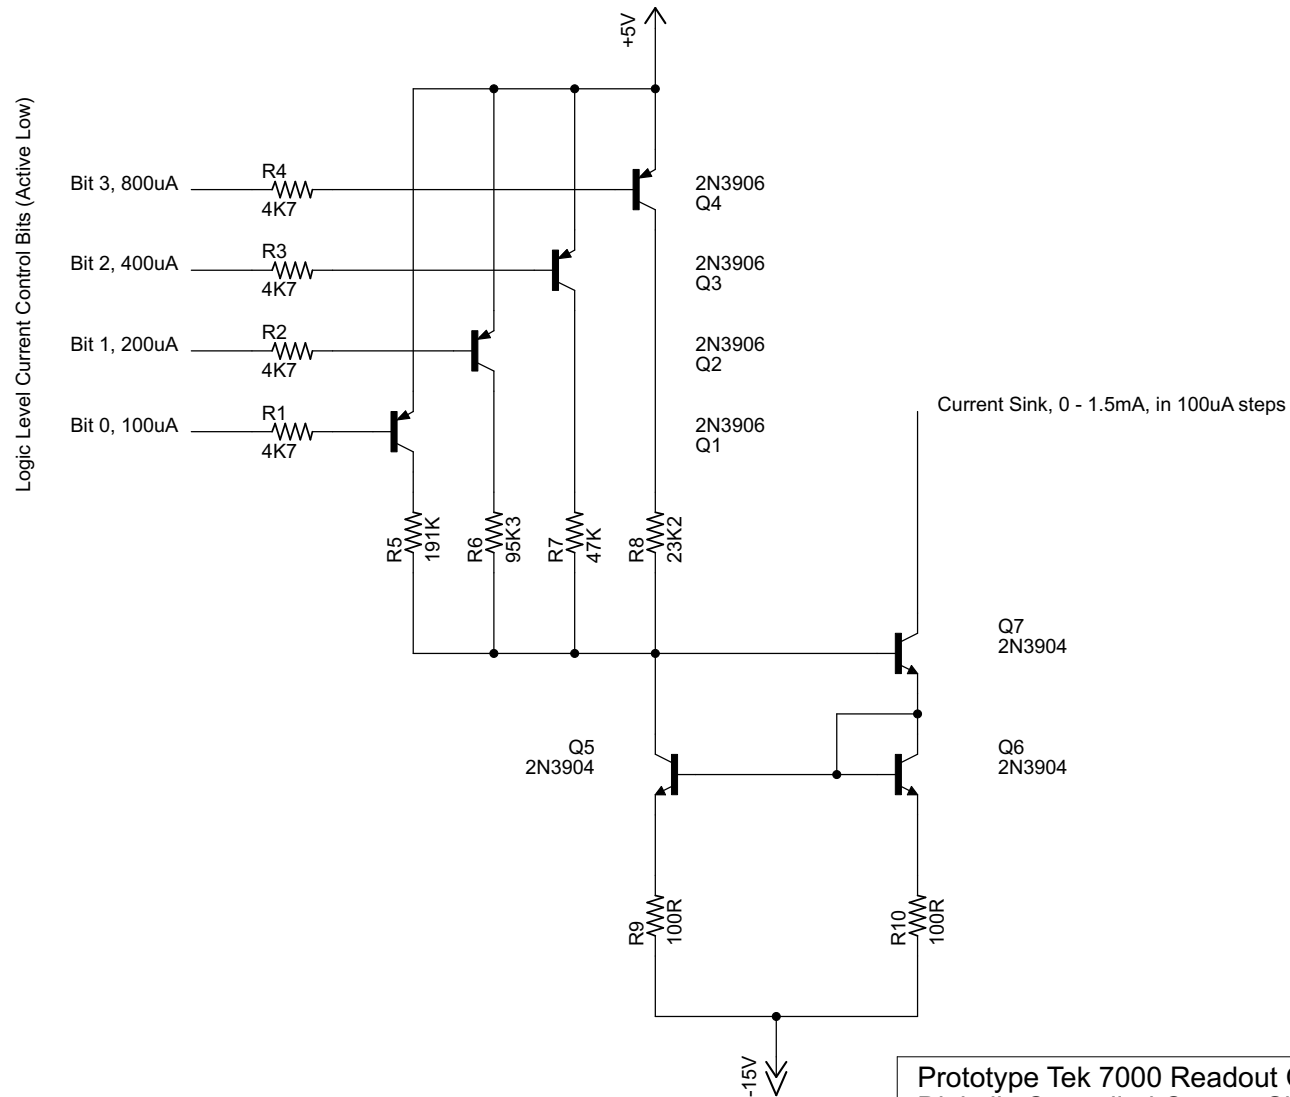 +5V
Logic Level Current Control Bits (Active Low)
Bit 3, 800uA
R4
4K7
2N3906
Q4
Bit 2, 400uA
R3
4K7
2N3906
Q3
Bit 1, 200uA
R2
4K7
2N3906
Q2
Bit 0, 100uA
R1
4K7
2N3906
Q1
Current Sink, 0 - 1.5mA, in 100uA steps
R5
191K
R6
95K3
R7
47K
R8
23K2
Q7
2N3904
Q5
2N3904
Q6
2N3904
R9
100R
R10
100R
-15V
Prototype Tek 7000 Readout